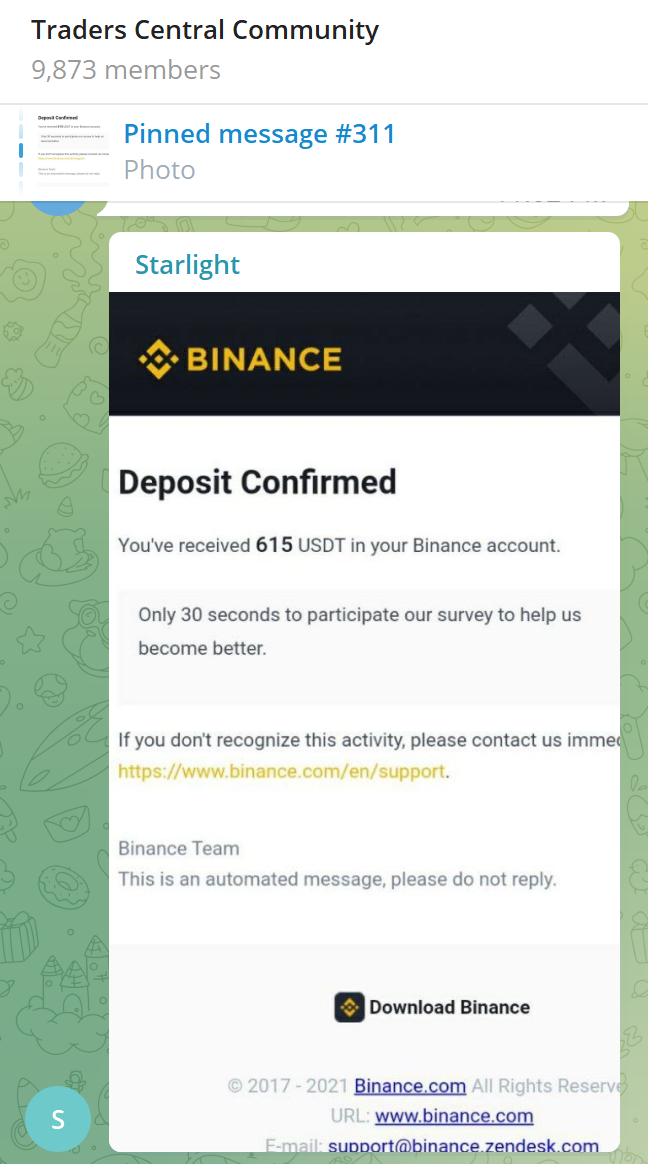 Traders Central Community
9,873 members
Deposit Confirmed
Pinned message #311
Photo
Starlight
BINANCE
Deposit Confirmed
You've received 615 USDT in your Binance account.
Only 30 seconds to participate our survey to help us
become better.
If you don't recognize this activity, please contact us
https://www.binance.com/en/support.
Binance Team
This is an automated message, please do not reply.
Download Binance
© 2017 - 2021 Binance.com All Rights
URL: www.binance.com
E-mail: support@binance.zendesk.com
S